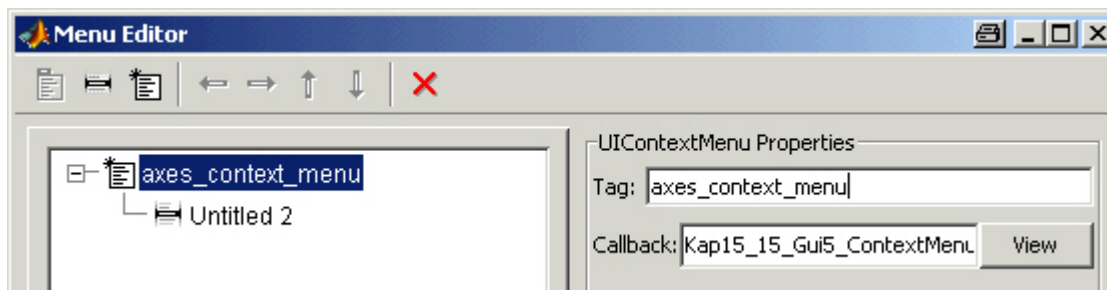 Menu Editor
UIContextMenu Properties
axes_context_menu
Tag: axes_context_menu
Untitled 2
Callback: Kap15_15_Gui5_ContextMenu View